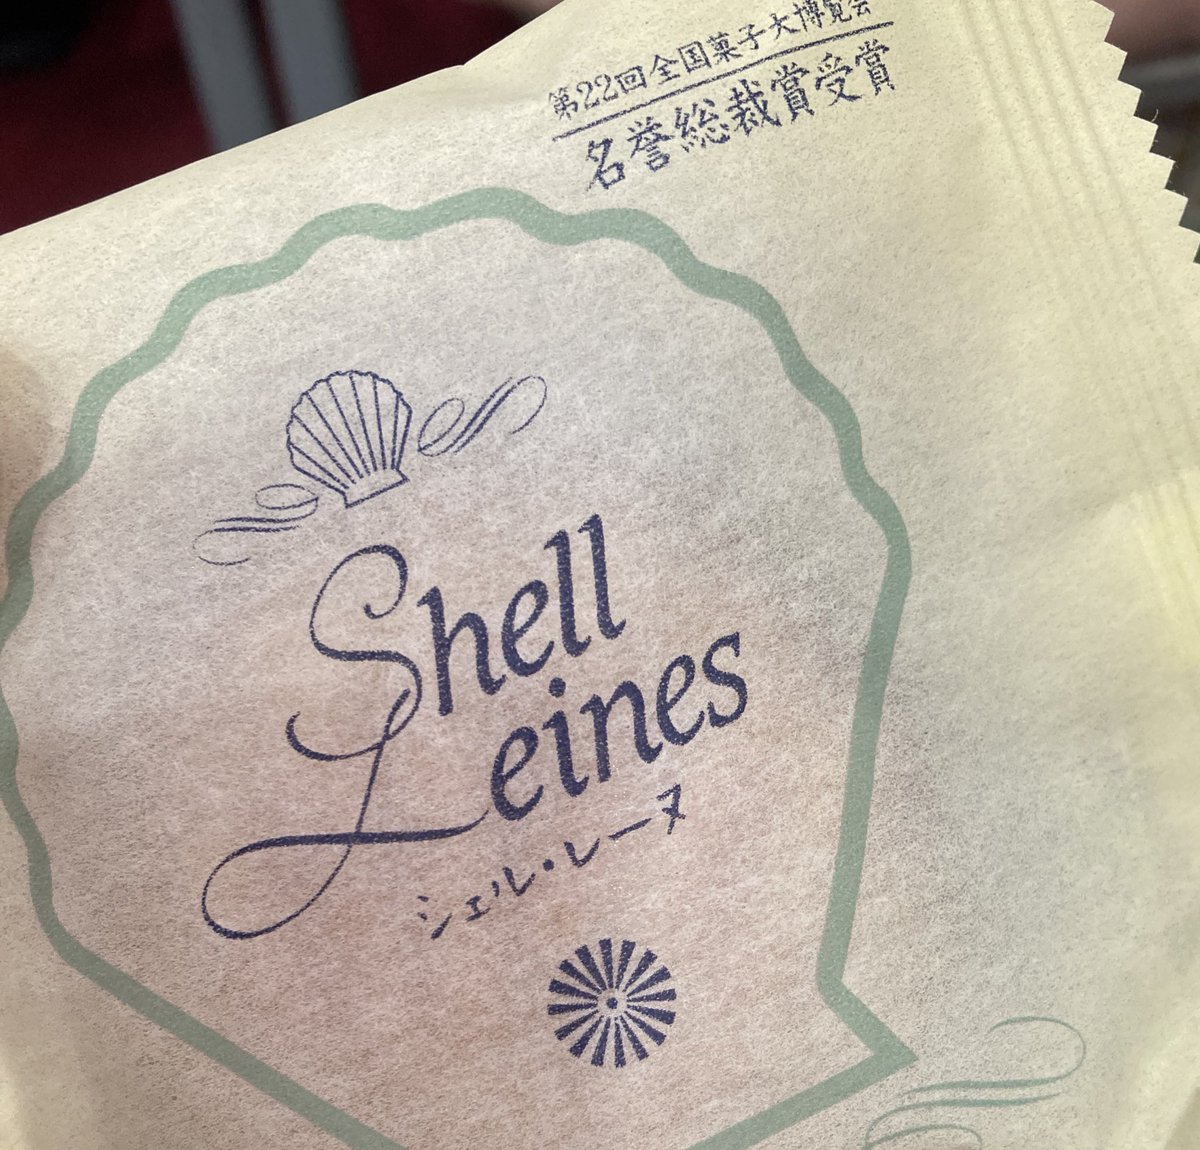 第22回全国菓子大博覧会
名誉総裁賞受賞
Shell
Leines
シェル・レーヌ